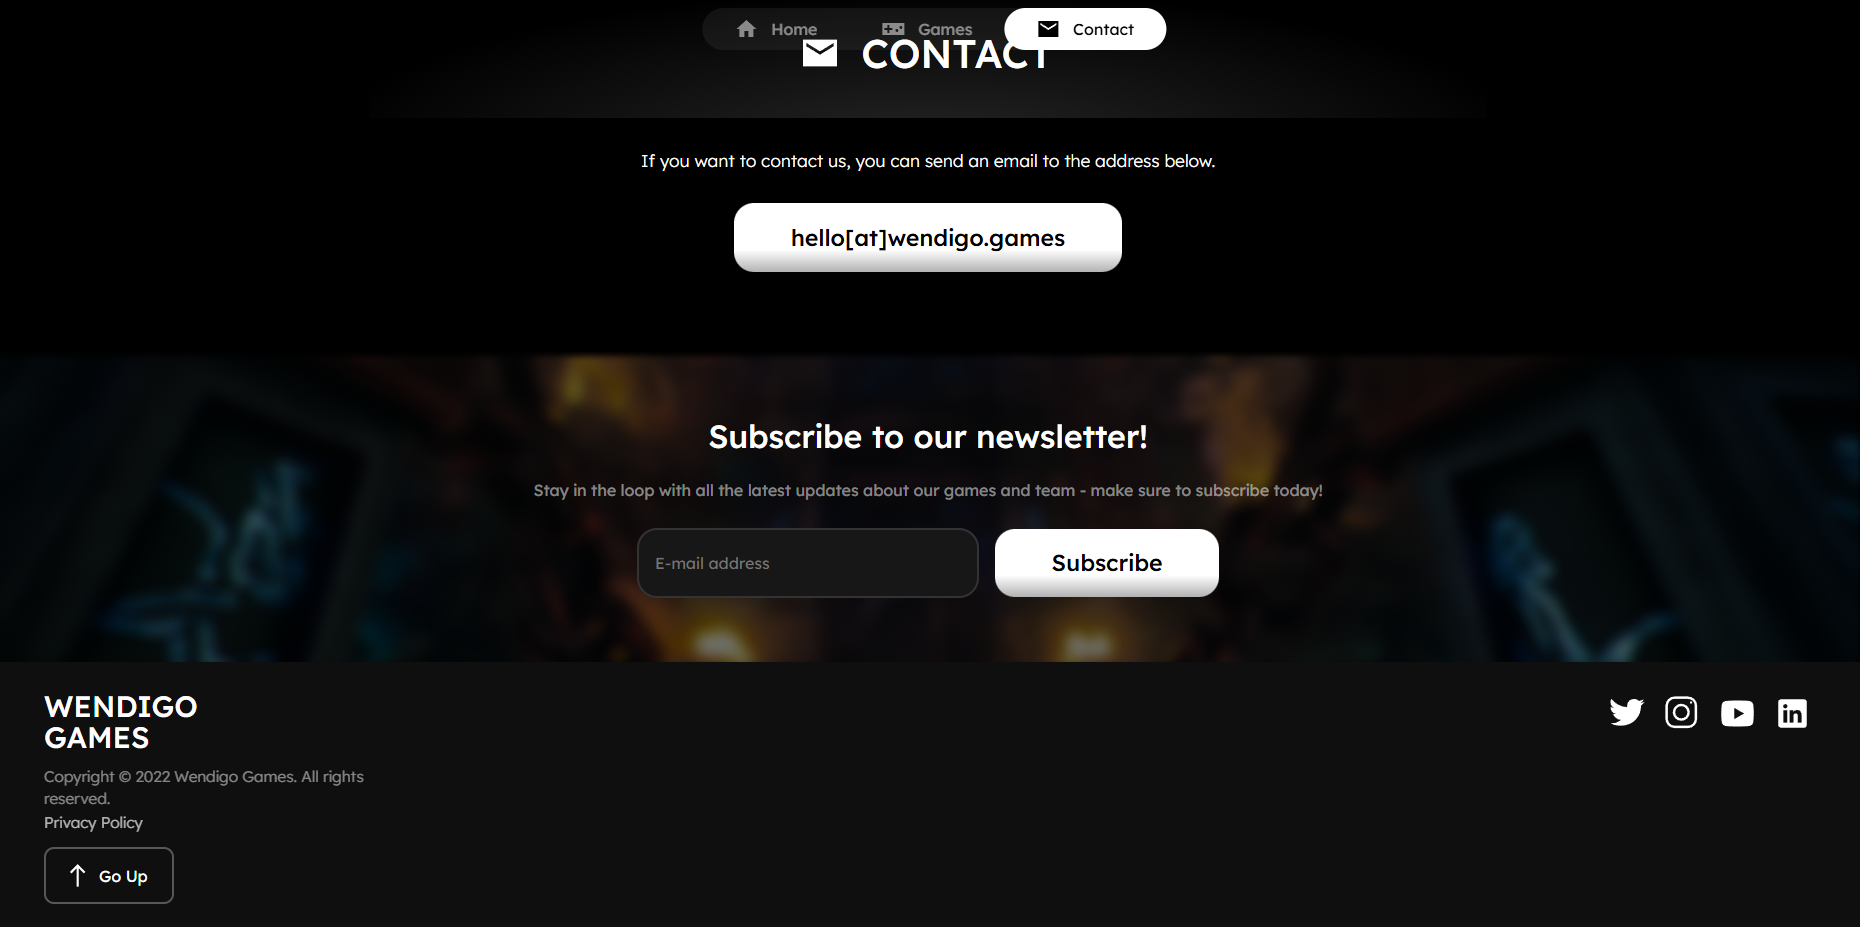 Home
Games
Contact
CONTACT
If you want to contact us, you can send an email to the address below.
hello[at]wendigo.games
Subscribe to our newsletter!
Stay in the loop with all the latest updates about our games and team - make sure to subscribe today!
E-mail address
Subscribe
WENDIGO
GAMES
Copyright © 2022 Wendigo Games. All rights
reserved.
Privacy Policy
Go Up